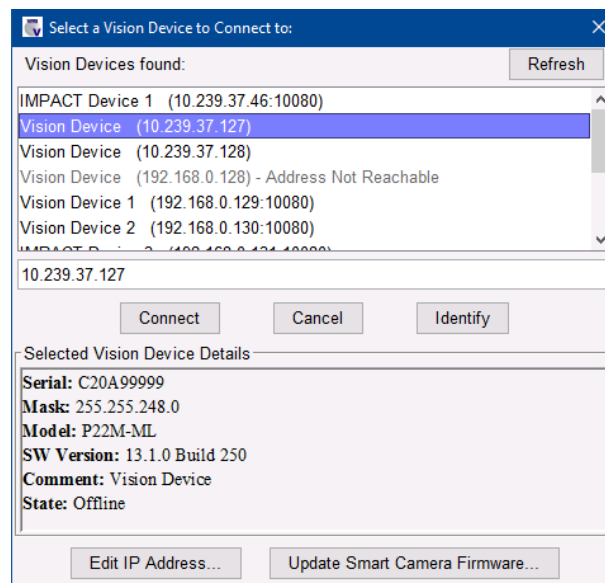 Select a Vision Device to Connect to:
Vision Devices found:
Refresh
IMPACT Device 1 (10.239.37.46:10080)
Vision Device (10.239.37.127)
Vision Device (10.239.37.128)
Vision Device (192.168.0.128) - Address Not Reachable
Vision Device 1 (192.168.0.129:10080)
Vision Device 2 (192.168.0.130:10080)
10.239.37.127
Connect Cancel Identify
Selected Vision Device Details
Serial: C20A99999
Mask: 255.255.248.0
Model: P22M-ML
SW Version: 13.1.0 Build 250
Comment: Vision Device
State: Offline
Edit IP Address... Update Smart Camera Firmware...